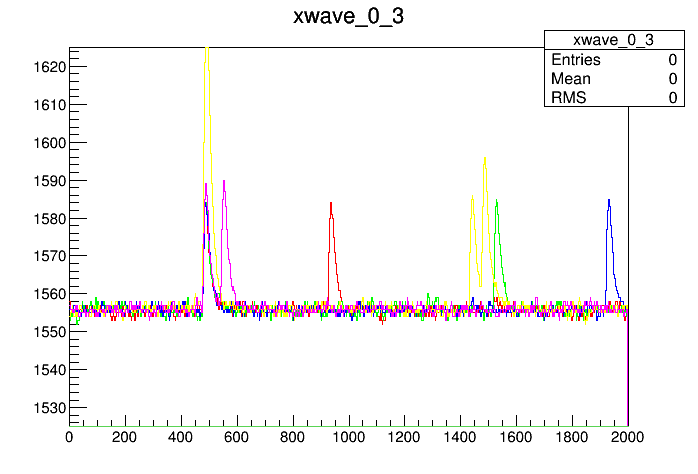 xwave_0_3
xwave_0_3
Entries 0
Mean 0
RMS 0
1620
1610
1600
1590
1580
1570
1560
1550
1540
1530
0 200 400 600 800 1000 1200 1400 1600 1800 2000